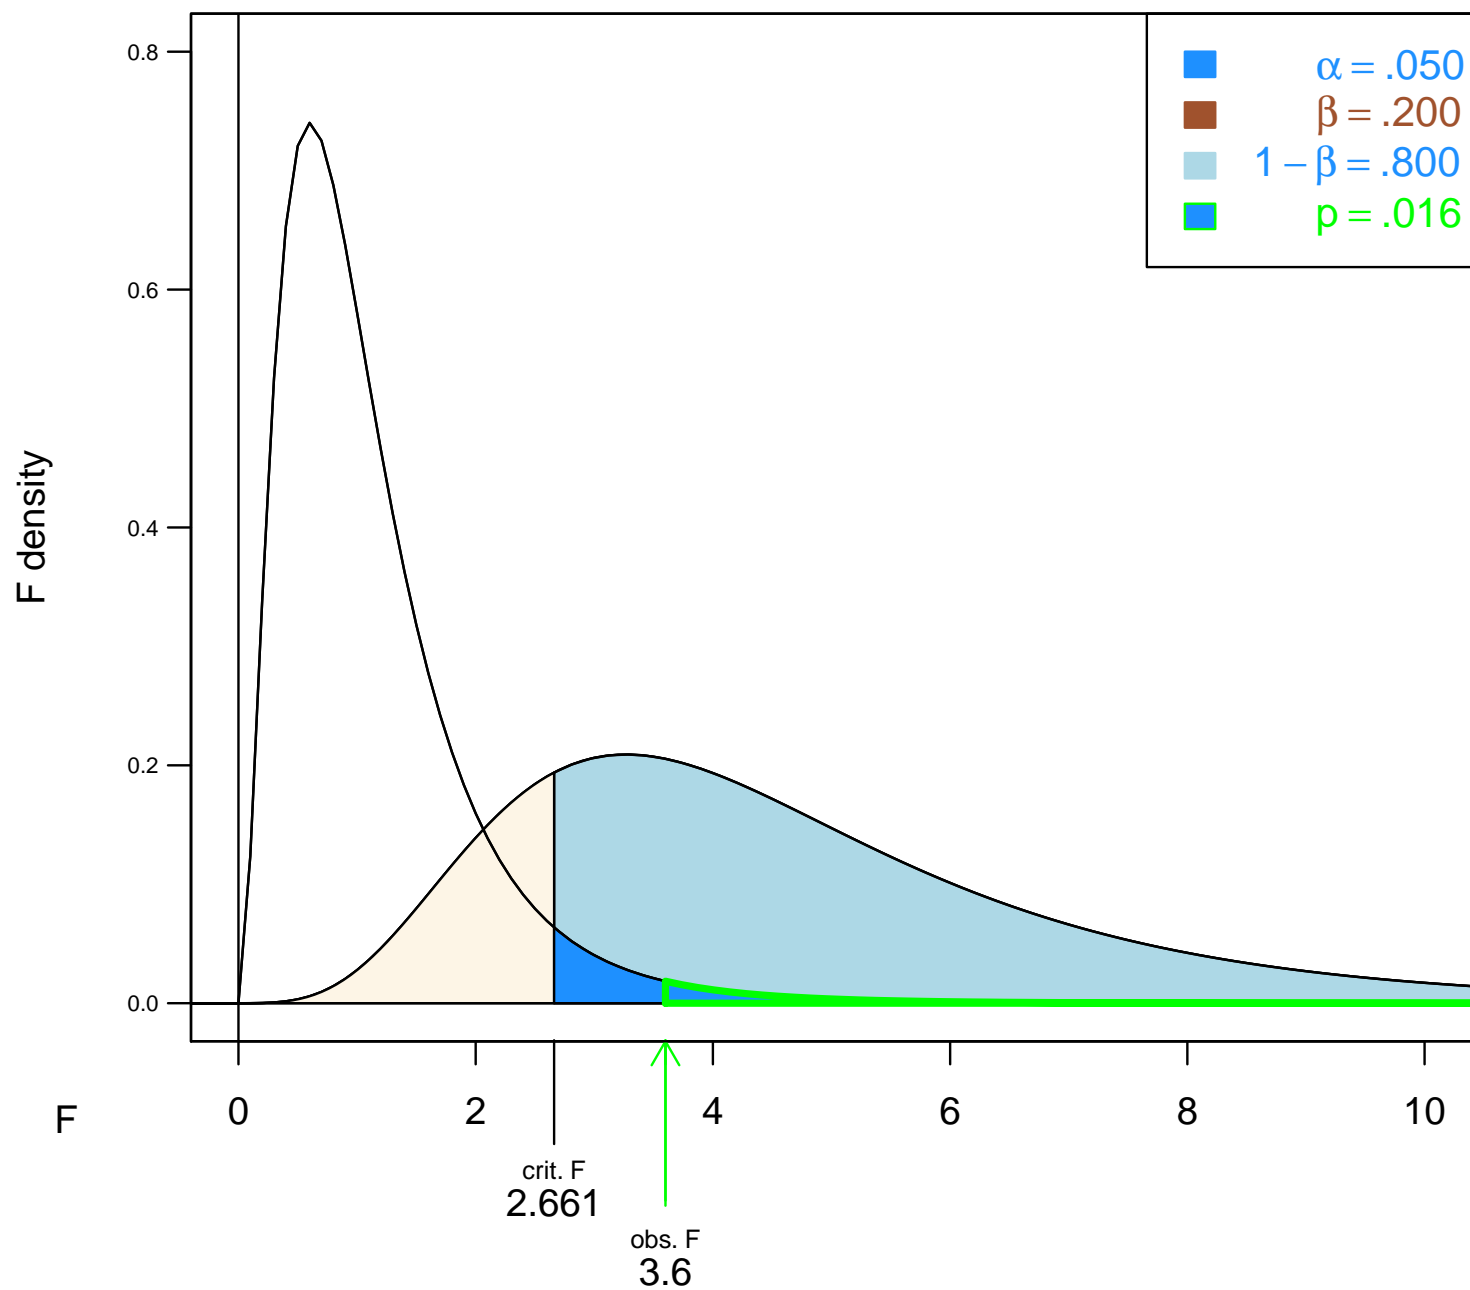 0.8
0.6
0.4
0.2
0.0
F density
α = .050
β = .200
1 − β = .800
p = .016
F
0 2 4 6 8 10
crit. F
2.661
obs. F
3.6